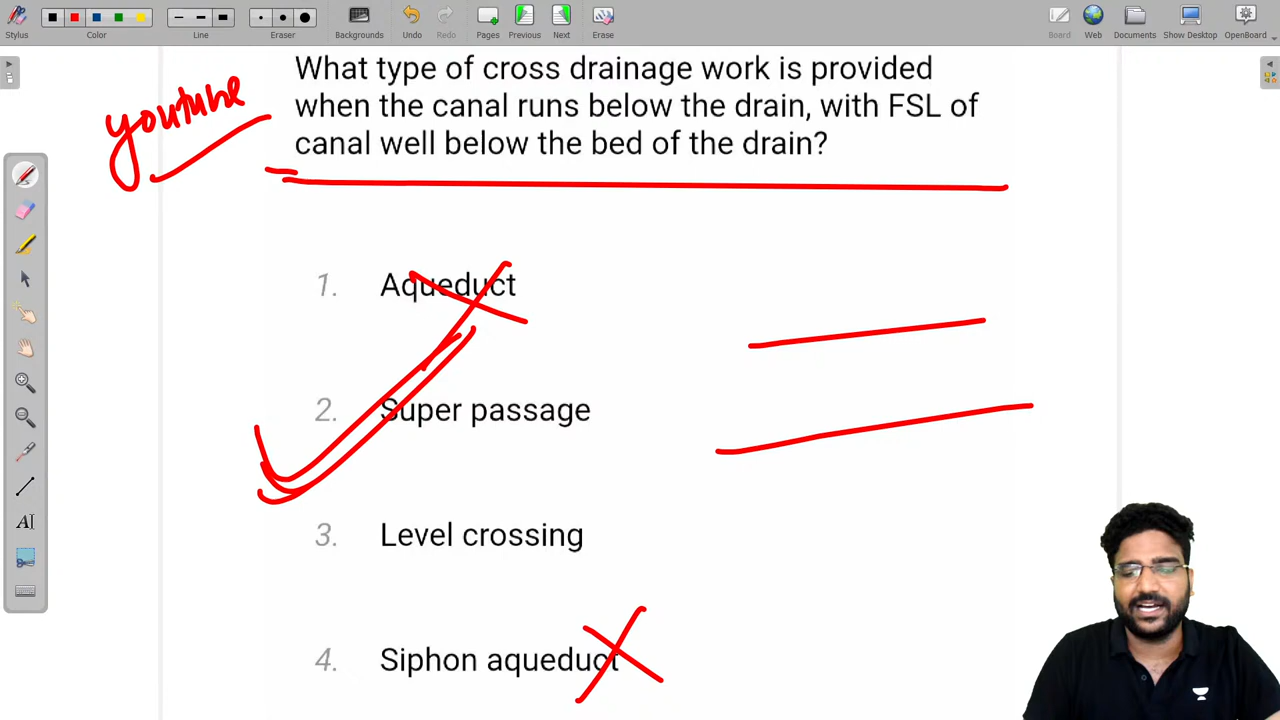 Stylus
Color
Line
Eraser
Backgrounds
Undo
Redo
Pages
Previous
Next
Erase
Board
Web
Documents
Show Desktop
OpenBoard
youtube
What type of cross drainage work is provided
when the canal runs below the drain, with FSL of
canal well below the bed of the drain?
1. Aqueduct
2. Super passage
3. Level crossing
4. Siphon aqueduct